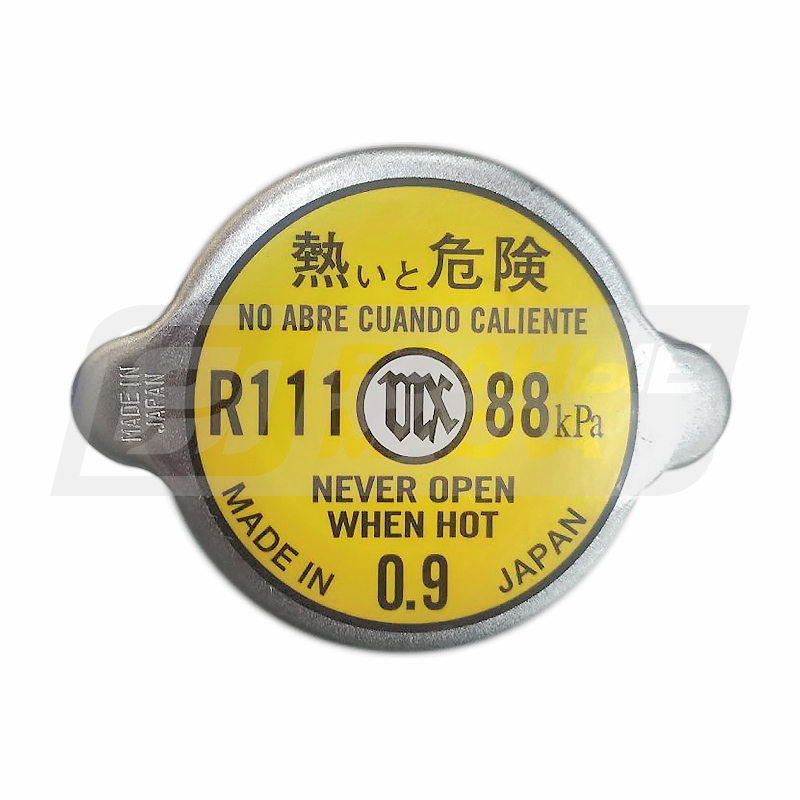 熱いと危険
NO ABRE CUANDO CALIENTE
R111 88kPa
NEVER OPEN
WHEN HOT
MADE IN 0.9 JAPAN
MADE IN
JAPAN